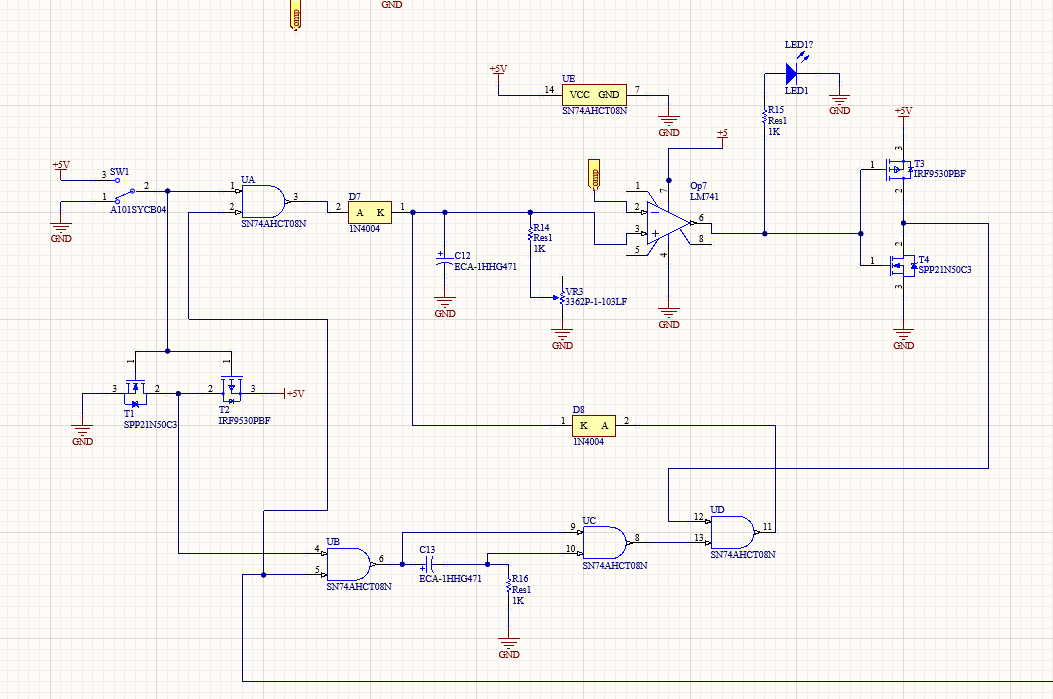 GND
comp
LED1?
LED1
GND
+5V
UE
14
VCC GND
7
SN74AHCT08N
GND
R15
Res1
1K
+5V
3
1
T3
IRF9530PBF
2
+5
comp
+5V
3
SW1
2
1
A101SYCB04
GND
UA
1
2
3
SN74AHCT08N
D7
2
A K
1
1N4004
1
7
Op7
LM741
2
3
6
8
5
4
GND
R14
Res1
1K
C12
ECA-1HHG471
GND
VR3
3362P-1-103LF
GND
2
1
T4
SPP21N50C3
3
GND
1
3
2
T1
SPP21N50C3
GND
1
2
3
+5V
T2
IRF9530PBF
D8
1
K A
2
1N4004
UB
4
5
6
SN74AHCT08N
C13
ECA-1HHG471
R16
Res1
1K
GND
UC
9
10
8
SN74AHCT08N
UD
12
13
11
SN74AHCT08N